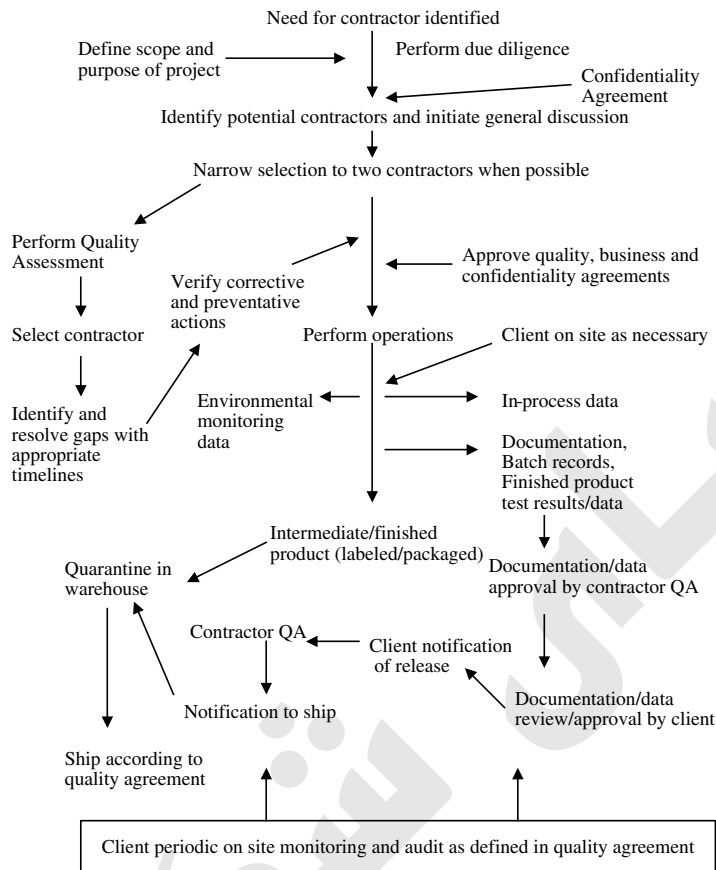 Need for contractor identified
Define scope and
purpose of project
Perform due diligence
Confidentiality
Agreement
Identify potential contractors and initiate general discussion
Narrow selection to two contractors when possible
Perform Quality
Assessment
Verify corrective
and preventative
actions
Approve quality, business and
confidentiality agreements
Select contractor
Perform operations
Client on site as necessary
Identify and
resolve gaps with
appropriate
timelines
Environmental
monitoring
data
In-process data
Documentation,
Batch records,
Finished product
test results/data
Intermediate/finished
product (labeled/packaged)
Quarantine in
warehouse
Documentation/data
approval by contractor QA
Contractor QA
Client notification
of release
Notification to ship
Documentation/data
review/approval by client
Ship according to
quality agreement
Client periodic on site monitoring and audit as defined in quality agreement